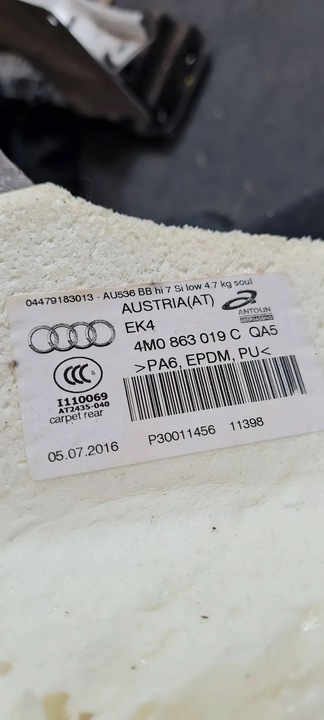 04479183013 - AU536 BB hi 7 Si low 4.7 kg soul
AUSTRIA(AT)
ANTOLIN
EK4
4M0 863 019 C QA5
>PA6, EPDM, PU<
CCC S
I110069
AT2435-040
carpet rear
05.07.2016 P30011456 11398